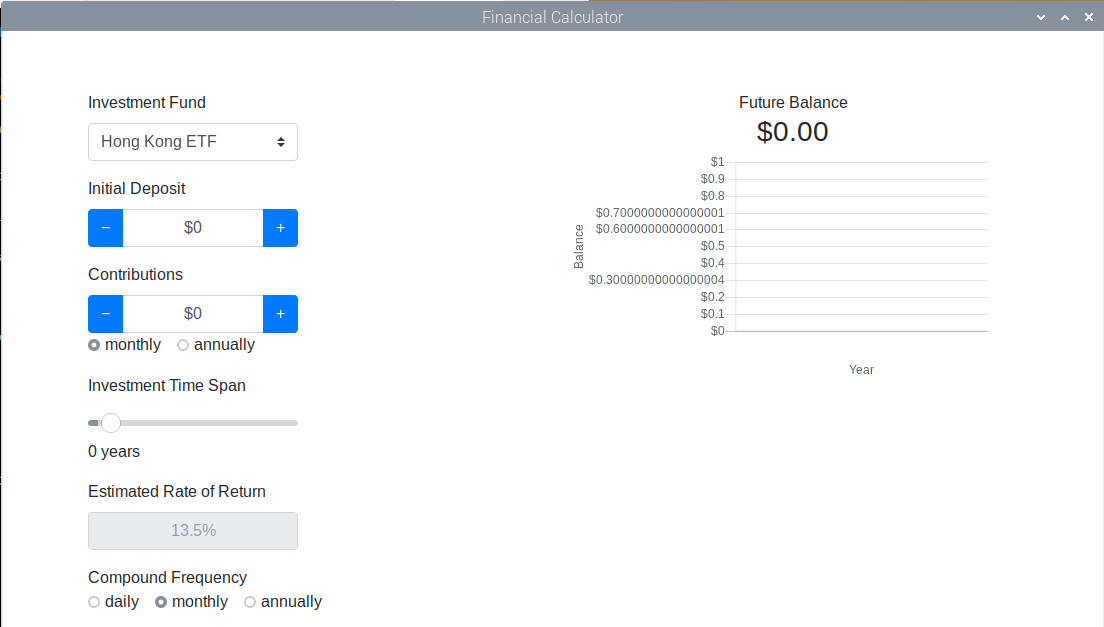 Financial Calculator
Investment Fund
Hong Kong ETF
Initial Deposit
− $0 +
Contributions
− $0 +
monthly annually
Investment Time Span
0 years
Estimated Rate of Return
13.5%
Compound Frequency
daily monthly annually
Future Balance
$0.00
$1
$0.9
$0.8
$0.7000000000000001
$0.6000000000000001
$0.5
$0.4
$0.30000000000000004
$0.2
$0.1
$0
Balance
Year